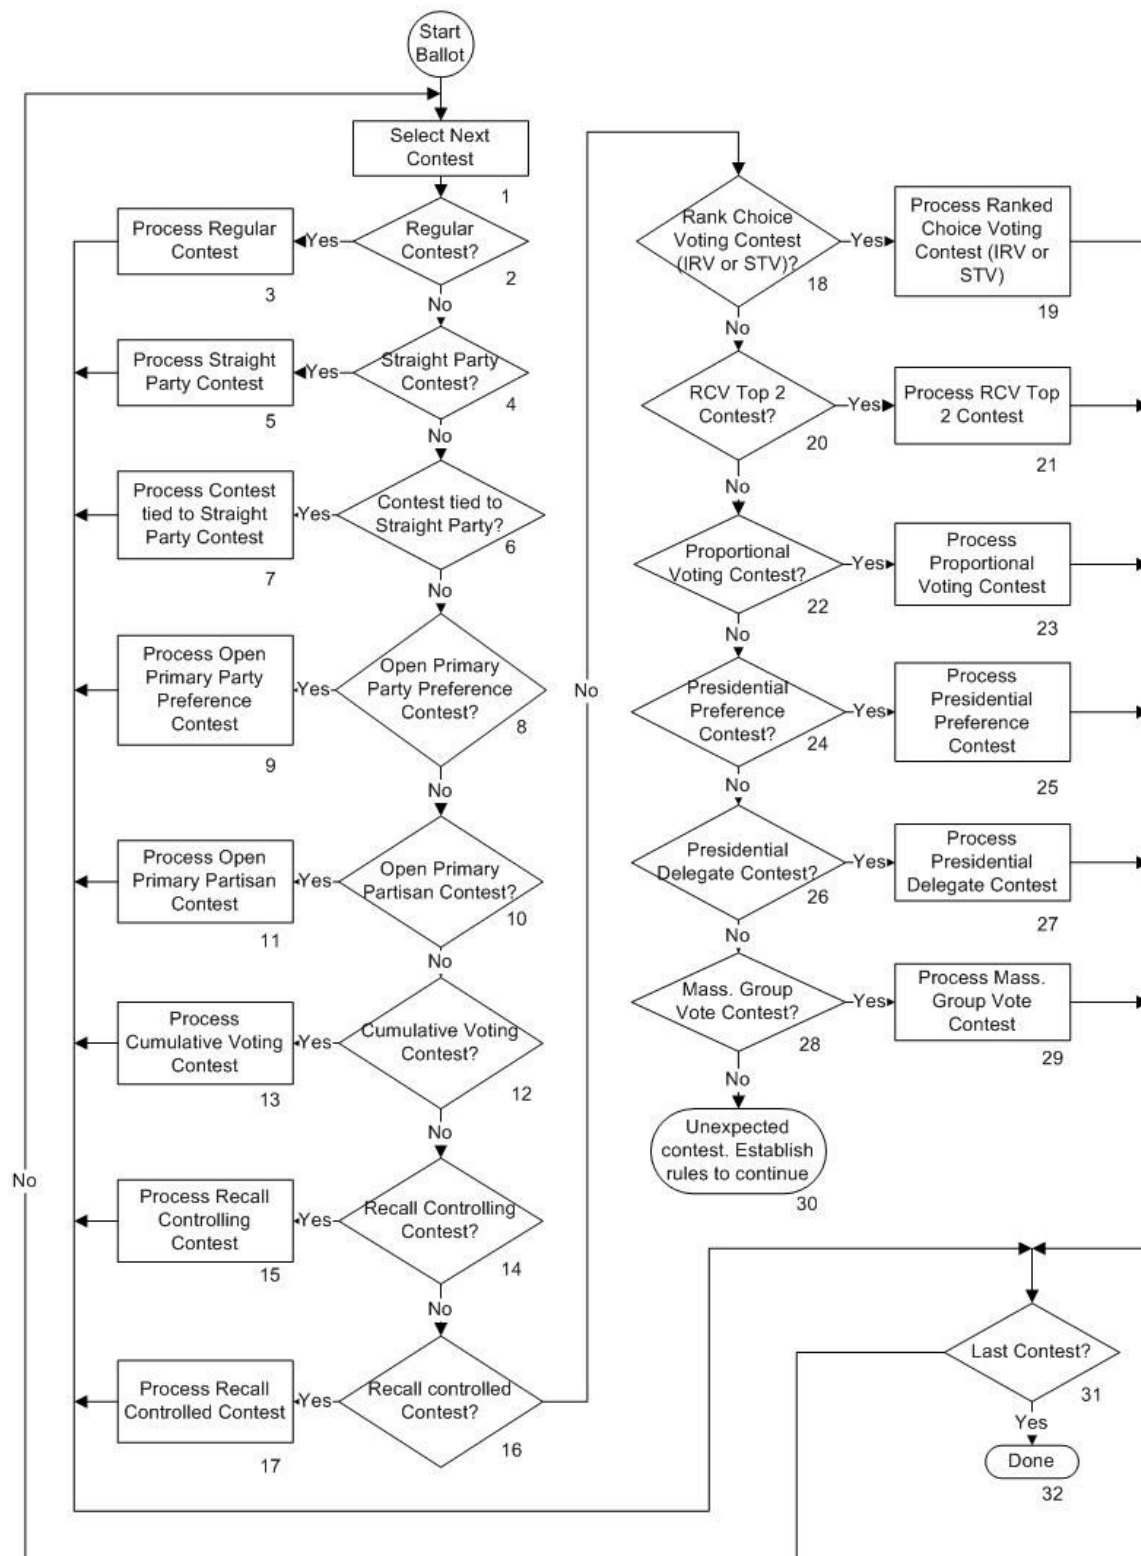 Start
Ballot
Select Next
Contest
1
Process Regular
Contest
3
Yes
Regular
Contest?
2
No
Process Straight
Party Contest
5
Yes
Straight Party
Contest?
4
No
Process Contest
tied to Straight
Party Contest
7
Yes
Contest tied to
Straight Party?
6
No
Process Open
Primary Party
Preference
Contest
9
Yes
Open Primary
Party Preference
Contest?
8
No
Process Open
Primary Partisan
Contest
11
Yes
Open Primary
Partisan Contest?
10
No
Process
Cumulative Voting
Contest
13
Yes
Cumulative Voting
Contest?
12
No
Process Recall
Controlling
Contest
15
Yes
Recall Controlling
Contest?
14
No
Process Recall
Controlled Contest
17
Yes
Recall controlled
Contest?
16
No
Rank Choice
Voting Contest
(IRV or STV)?
18
Yes
Process Ranked
Choice Voting
Contest (IRV or
STV)
19
No
RCV Top 2
Contest?
20
Yes
Process RCV Top
2 Contest
21
No
Proportional
Voting Contest?
22
Yes
Process
Proportional
Voting Contest
23
No
Presidential
Preference
Contest?
24
Yes
Process
Presidential
Preference
Contest
25
No
Presidential
Delegate Contest?
26
Yes
Process
Presidential
Delegate Contest
27
No
Mass. Group
Vote Contest?
28
Yes
Process Mass.
Group Vote
Contest
29
No
Unexpected
contest. Establish
rules to continue
30
Last Contest?
31
Yes
Done
32
No